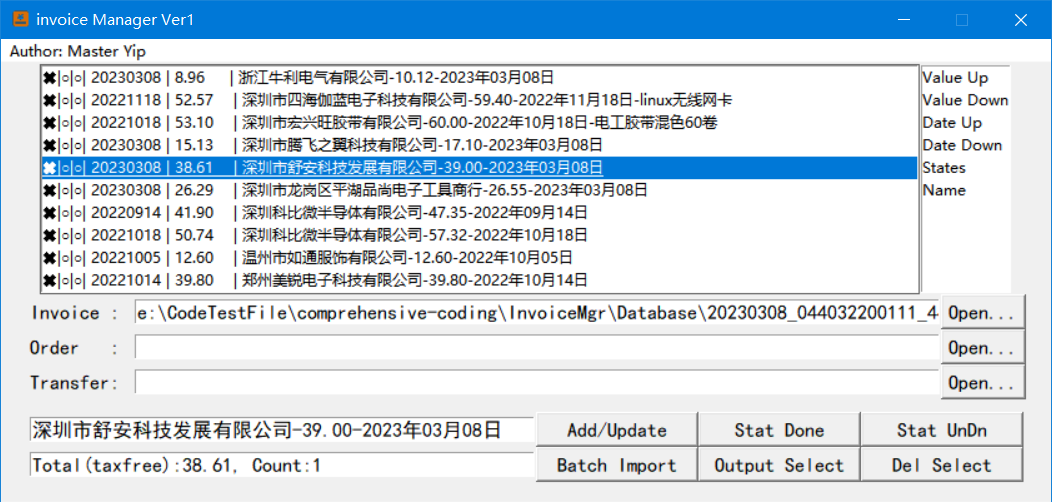 invoice Manager Ver1
Author: Master Yip
✖|○|○| 20230308 | 8.96 | 浙江牛利电气有限公司-10.12-2023年03月08日
✖|○|○| 20221118 | 52.57 | 深圳市四海伽蓝电子科技有限公司-59.40-2022年11月18日-linux无线网卡
✖|○|○| 20221018 | 53.10 | 深圳市宏兴旺胶带有限公司-60.00-2022年10月18日-电工胶带混色60卷
✖|○|○| 20230308 | 15.13 | 深圳市腾飞之翼科技有限公司-17.10-2023年03月08日
✖|○|○| 20230308 | 38.61 | 深圳市舒安科技发展有限公司-39.00-2023年03月08日
✖|○|○| 20230308 | 26.29 | 深圳市龙岗区平湖品尚电子工具商行-26.55-2023年03月08日
✖|○|○| 20220914 | 41.90 | 深圳科比微半导体有限公司-47.35-2022年09月14日
✖|○|○| 20221018 | 50.74 | 深圳科比微半导体有限公司-57.32-2022年10月18日
✖|○|○| 20221005 | 12.60 | 温州市如通服饰有限公司-12.60-2022年10月05日
✖|○|○| 20221014 | 39.80 | 郑州美锐电子科技有限公司-39.80-2022年10月14日
Value Up
Value Down
Date Up
Date Down
States
Name
Invoice : e:\CodeTestFile\comprehensive-coding\InvoiceMgr\Database\20230308_044032200111_4 Open...
Order : Open...
Transfer: Open...
深圳市舒安科技发展有限公司-39.00-2023年03月08日 Add/Update Stat Done Stat UnDn
Total(taxfree):38.61, Count:1 Batch Import Output Select Del Select